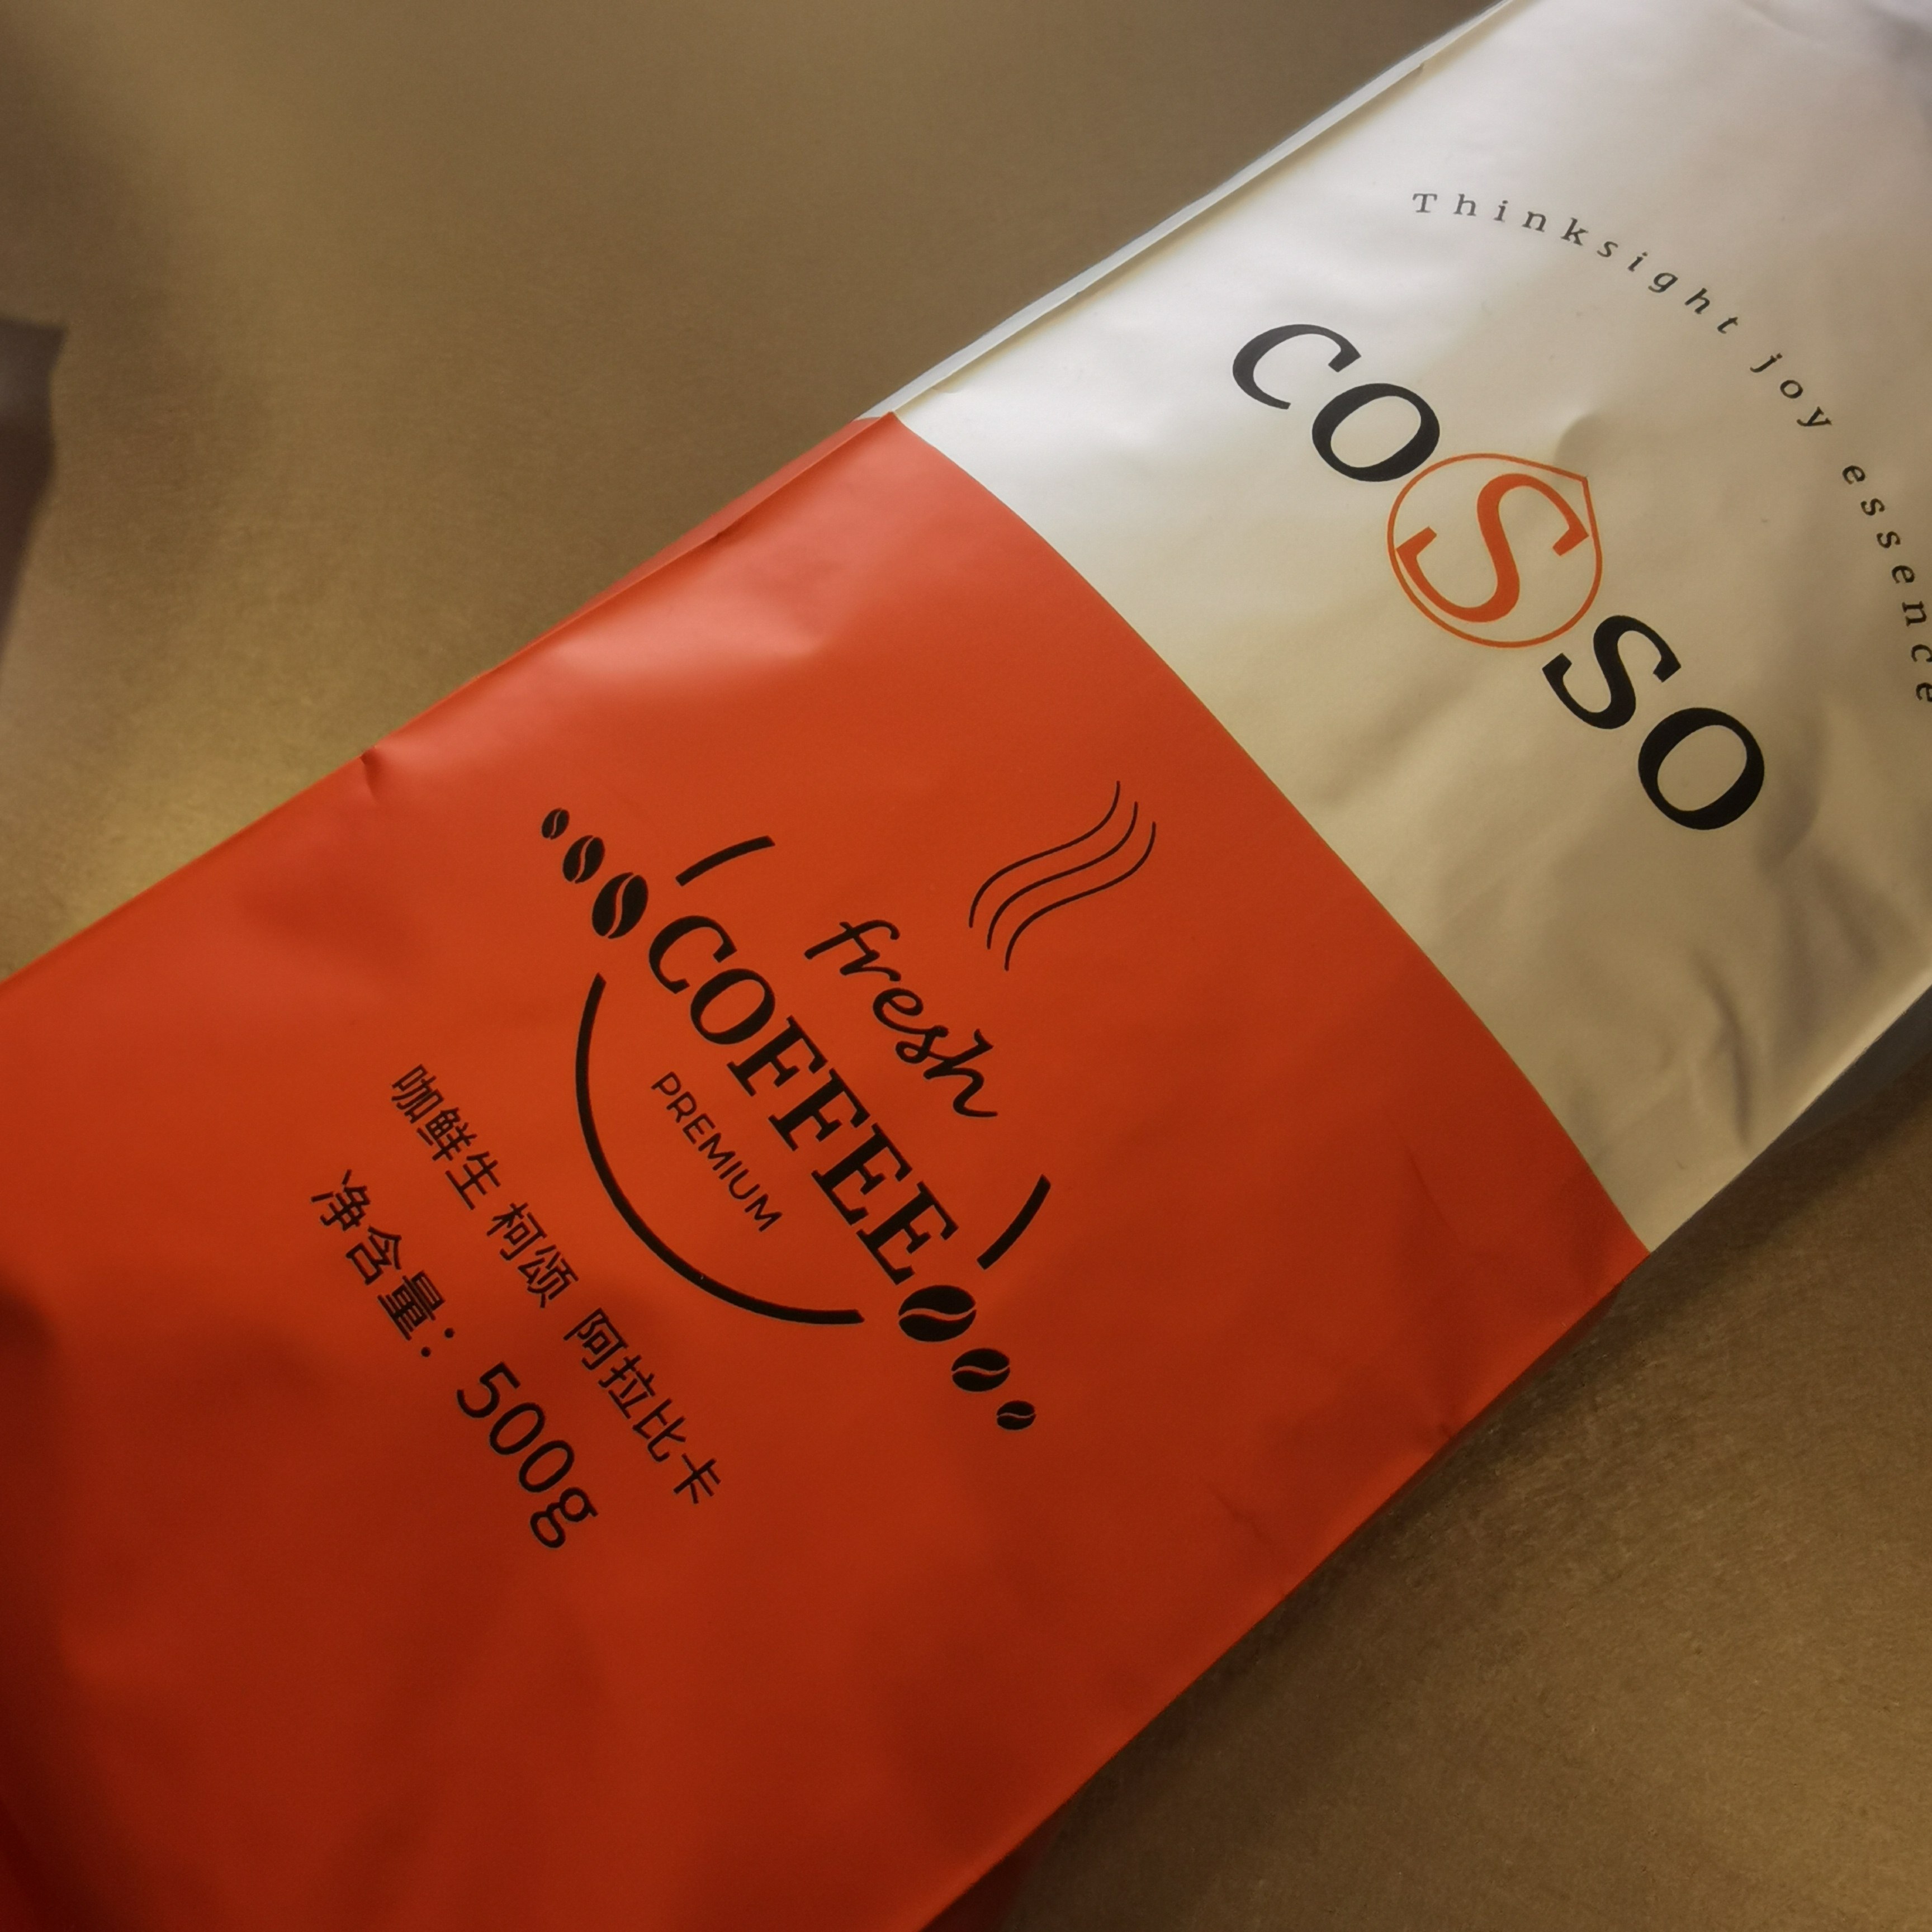 Thinksight joy essence
COSSO
fresh
COFFEE
PREMIUM
咖鲜生 柯颂 阿拉比卡
净含量：500g